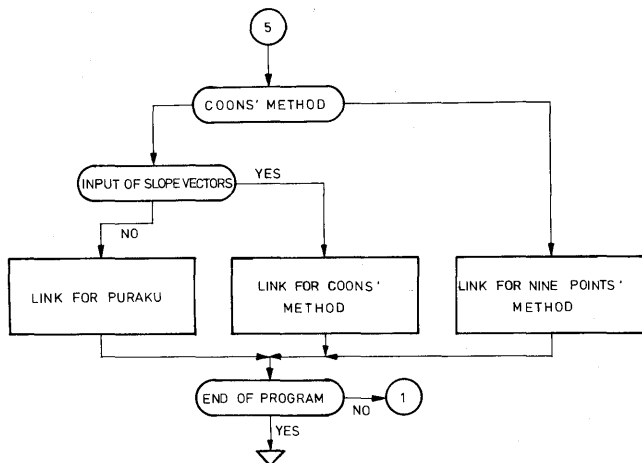 5
COONS' METHOD
INPUT OF SLOPE VECTORS
YES
NO
LINK FOR PURAKU
LINK FOR COONS'
METHOD
LINK FOR NINE POINTS'
METHOD
END OF PROGRAM
NO
1
YES